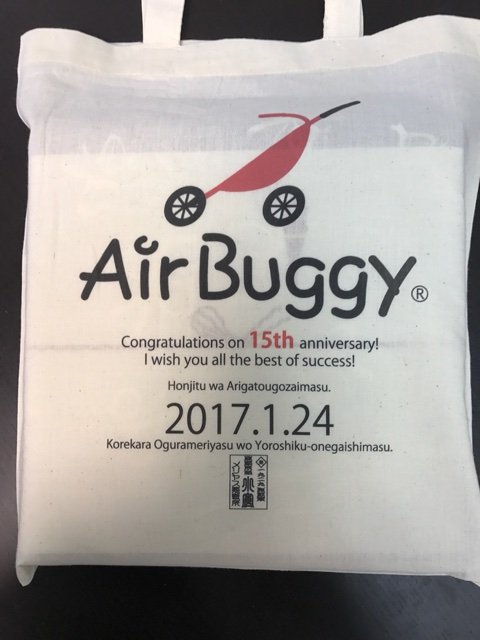 AirBuggy®
Congratulations on 15th anniversary!
I wish you all the best of success!
Honjitu wa Arigatougozaimasu.
2017.1.24
Korekara Ogurameriyasu wo Yoroshiku-onegaishimasu.